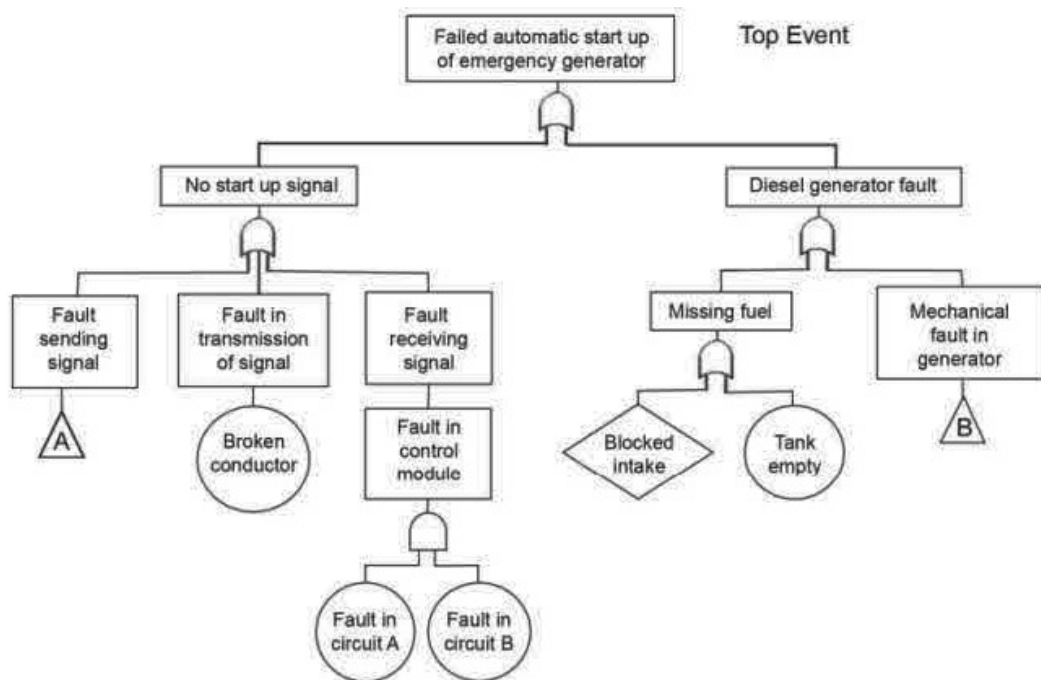 Failed automatic start up
of emergency generator
Top Event
No start up signal
Diesel generator fault
Fault
sending
signal
Fault in
transmission
of signal
Fault
receiving
signal
Missing fuel
Mechanical
fault in
generator
A
Broken
conductor
Fault in
control
module
Blocked
intake
Tank
empty
B
Fault in
circuit A
Fault in
circuit B